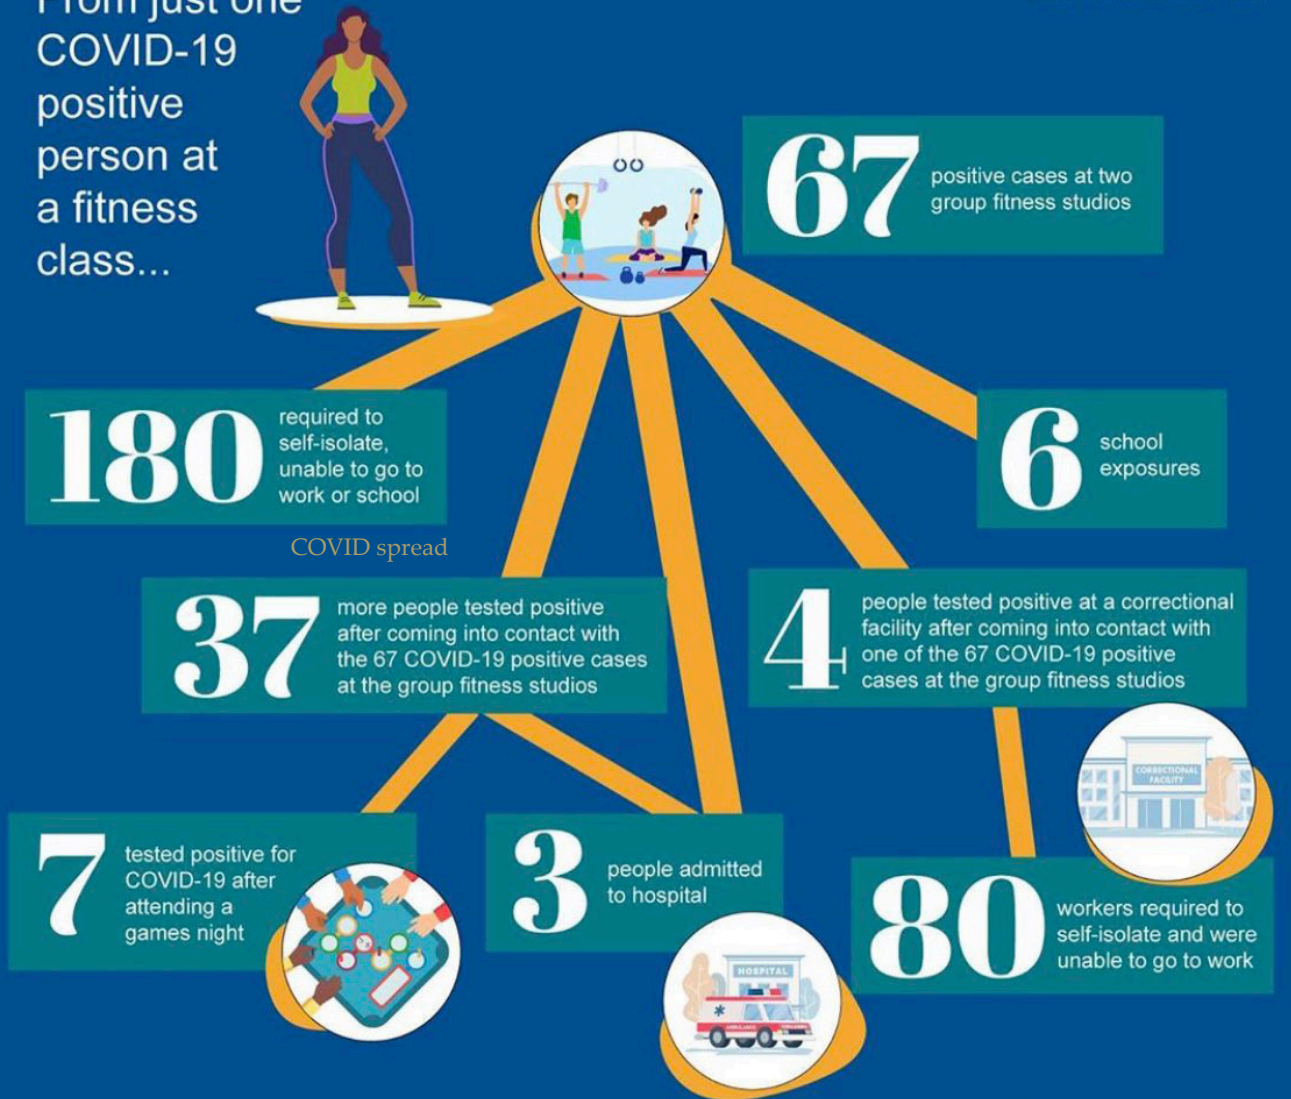 From just one
COVID-19
positive
person at
a fitness
class...
67
positive cases at two
group fitness studios
180
required to
self-isolate,
unable to go to
work or school
6
school
exposures
COVID spread
37
more people tested positive
after coming into contact with
the 67 COVID-19 positive cases
at the group fitness studios
4
people tested positive at a correctional
facility after coming into contact with
one of the 67 COVID-19 positive
cases at the group fitness studios
CORRECTIONAL
FACILITY
7
tested positive for
COVID-19 after
attending a
games night
3
people admitted
to hospital
HOSPITAL
AMBULANCE
80
workers required to
self-isolate and were
unable to go to work